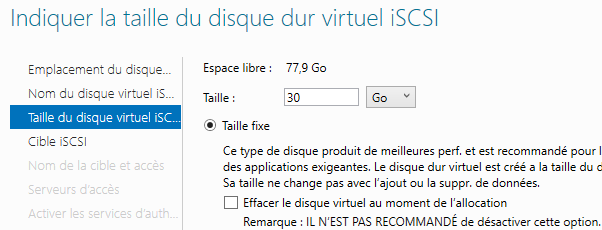 Indiquer la taille du disque dur virtuel iSCSI
Emplacement du disque...
Nom du disque virtuel iS...
Taille du disque virtuel iSC...
Cible iSCSI
Nom de la cible et accès
Serveurs d'accès
Activer les services d'auth...
Espace libre : 77,9 Go
Taille : 30 Go
Taille fixe
Ce type de disque produit de meilleures perf. et est recommandé pour l
des applications exigeantes. Le disque dur virtuel est créé a la taille du d
Sa taille ne change pas avec l'ajout ou la suppr. de données.
Effacer le disque virtuel au moment de l'allocation
Remarque : IL N'EST PAS RECOMMANDÉ de désactiver cette option.